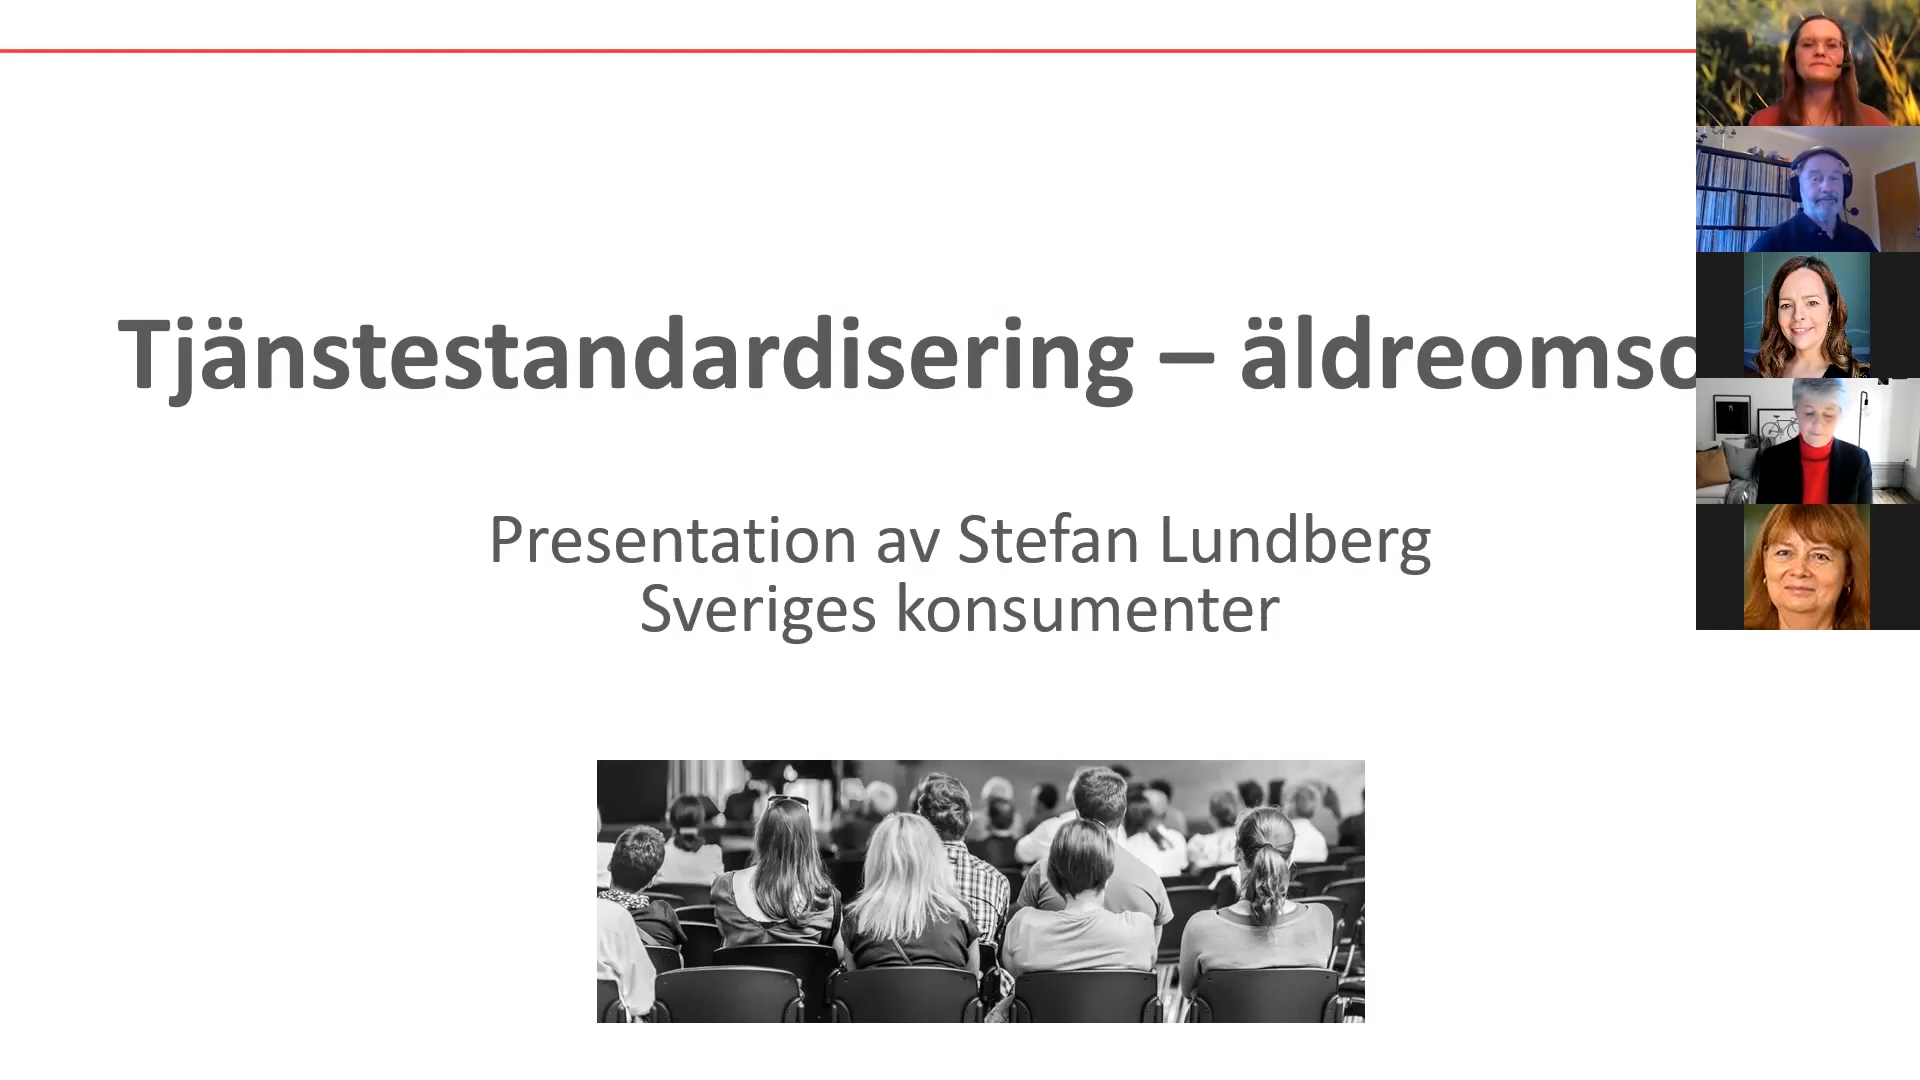 Tjänstestandardisering – äldreomso
Presentation av Stefan Lundberg
Sveriges konsumenter